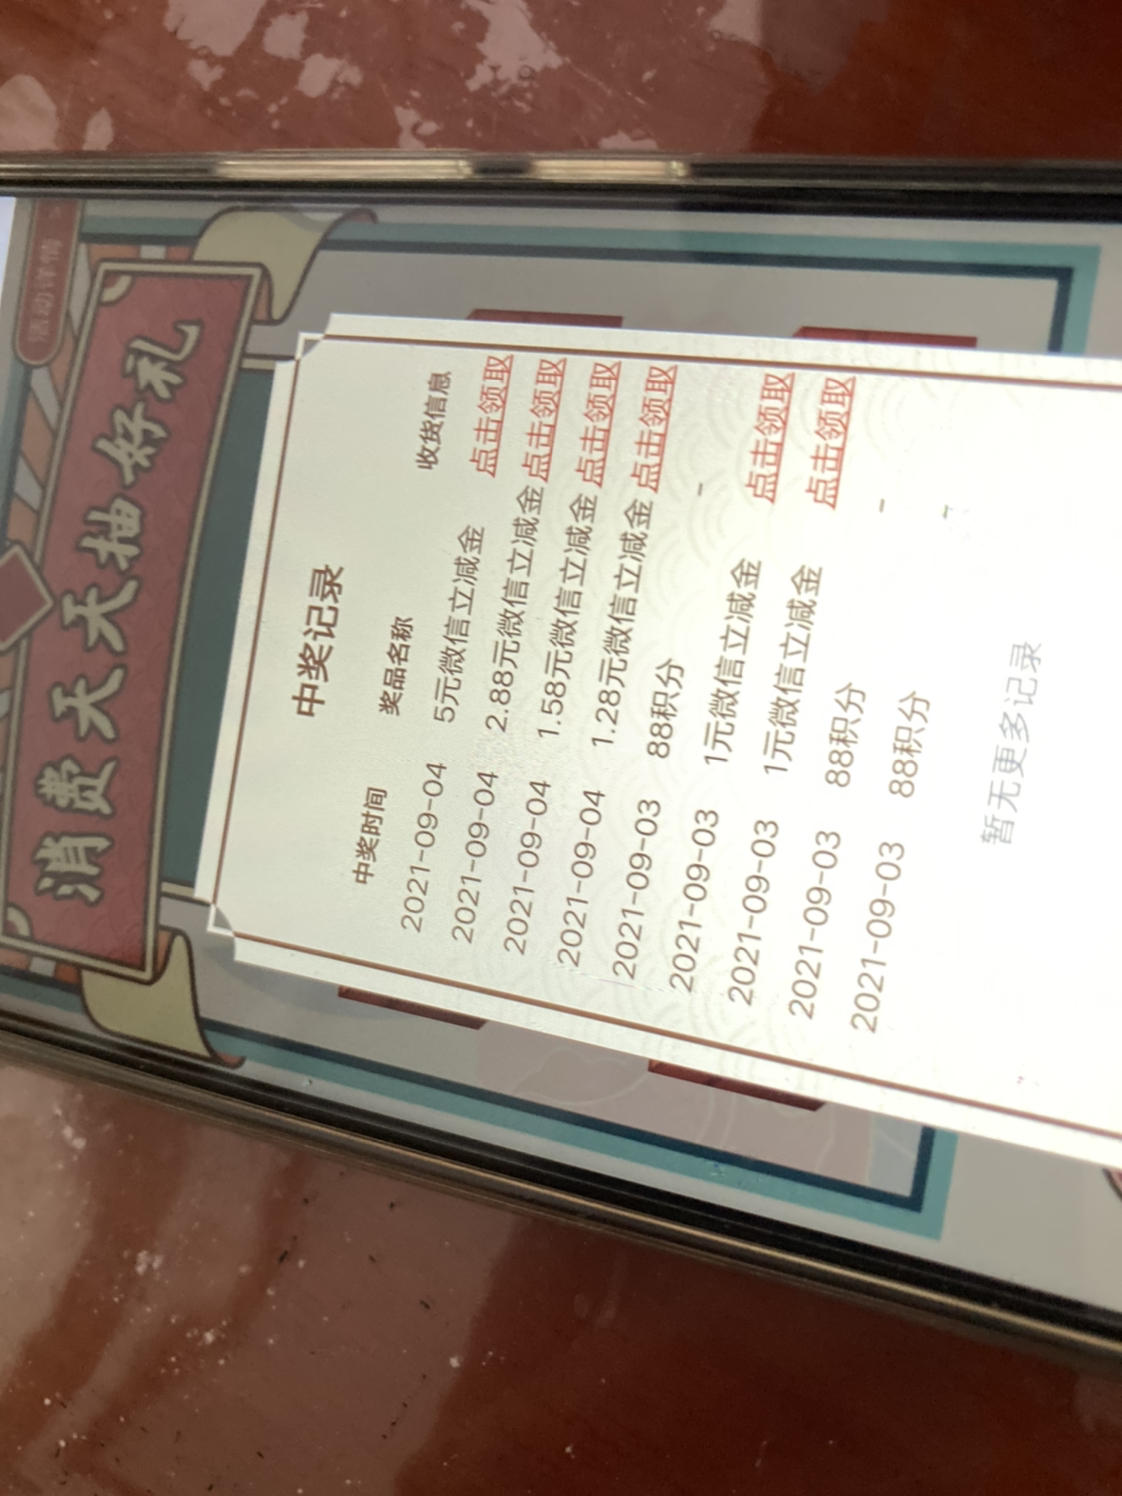 活动详情
消费天天抽好礼
中奖记录
中奖时间 奖品名称 收货信息
2021-09-04 5元微信立减金 点击领取
2021-09-04 2.88元微信立减金 点击领取
2021-09-04 1.58元微信立减金 点击领取
2021-09-04 1.28元微信立减金 点击领取
2021-09-03 88积分 -
2021-09-03 1元微信立减金 点击领取
2021-09-03 1元微信立减金 点击领取
2021-09-03 88积分 -
2021-09-03 88积分 -
暂无更多记录